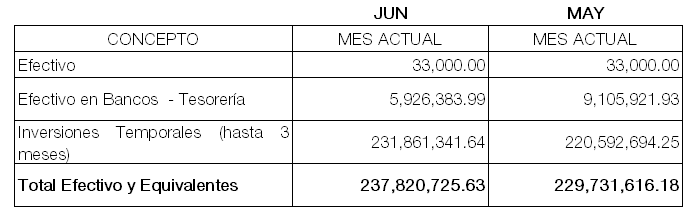 JUN MAY
CONCEPTO MES ACTUAL MES ACTUAL
Efectivo 33,000.00 33,000.00
Efectivo en Bancos - Tesorería 5,926,383.99 9,105,921.93
Inversiones Temporales (hasta 3
meses) 231,861,341.64 220,592,694.25
Total Efectivo y Equivalentes 237,820,725.63 229,731,616.18